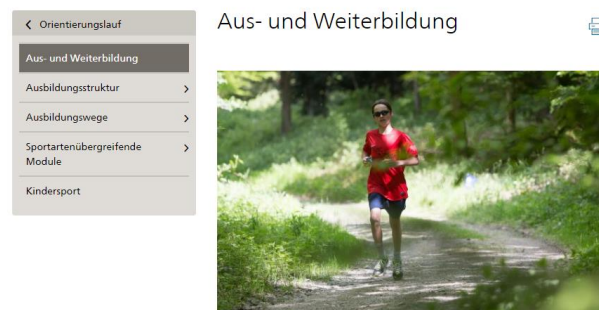 Orientierungslauf
Aus- und Weiterbildung
Ausbildungsstruktur
Ausbildungswege
Sportartenübergreifende
Module
Kindersport
Aus- und Weiterbildung